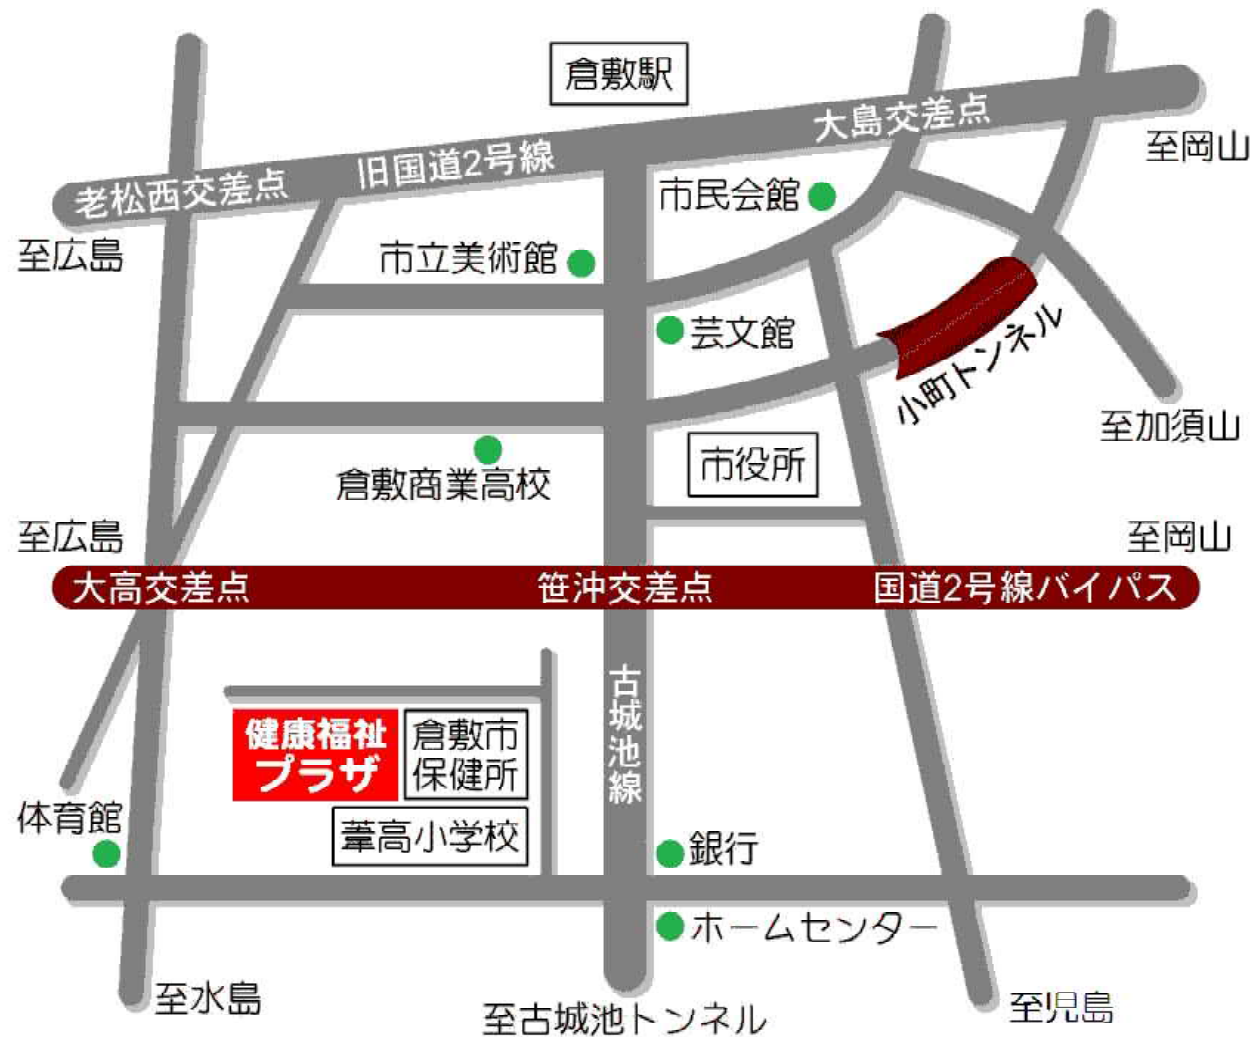 倉敷駅
大島交差点
至岡山
旧国道2号線
老松西交差点
市民会館
至広島
市立美術館
芸文館
小町トンネル
至加須山
市役所
倉敷商業高校
至広島
至岡山
大高交差点
笹沖交差点
国道2号線バイパス
古城池線
健康福祉
プラザ
倉敷市
保健所
葦高小学校
体育館
銀行
ホームセンター
至水島
至古城池トンネル
至児島